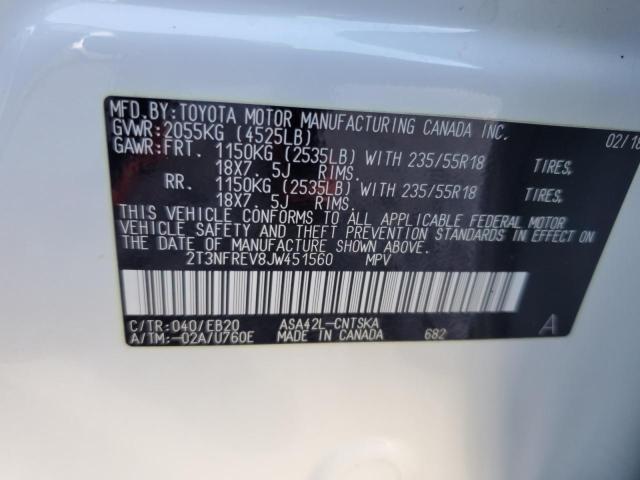 MFD.BY:TOYOTA MOTOR MANUFACTURING CANADA INC. 02/18
GVWR:2055KG (4525LB)
GAWR:FRT. 1150KG (2535LB) WITH 235/55R18 TIRES,
18X7. 5J RIMS.
RR. 1150KG (2535LB) WITH 235/55R18 TIRES,
18X7. 5J RIMS.
THIS VEHICLE CONFORMS TO ALL APPLICABLE FEDERAL MOTOR
VEHICLE SAFETY AND THEFT PREVENTION STANDARDS IN EFFECT ON
THE DATE OF MANUFACTURE SHOWN ABOVE.
2T3NFREV8JW451560 MPV
C/TR:040/EB20 ASA42L-CNTSKA A
A/TM:-02A/U760E MADE IN CANADA 682